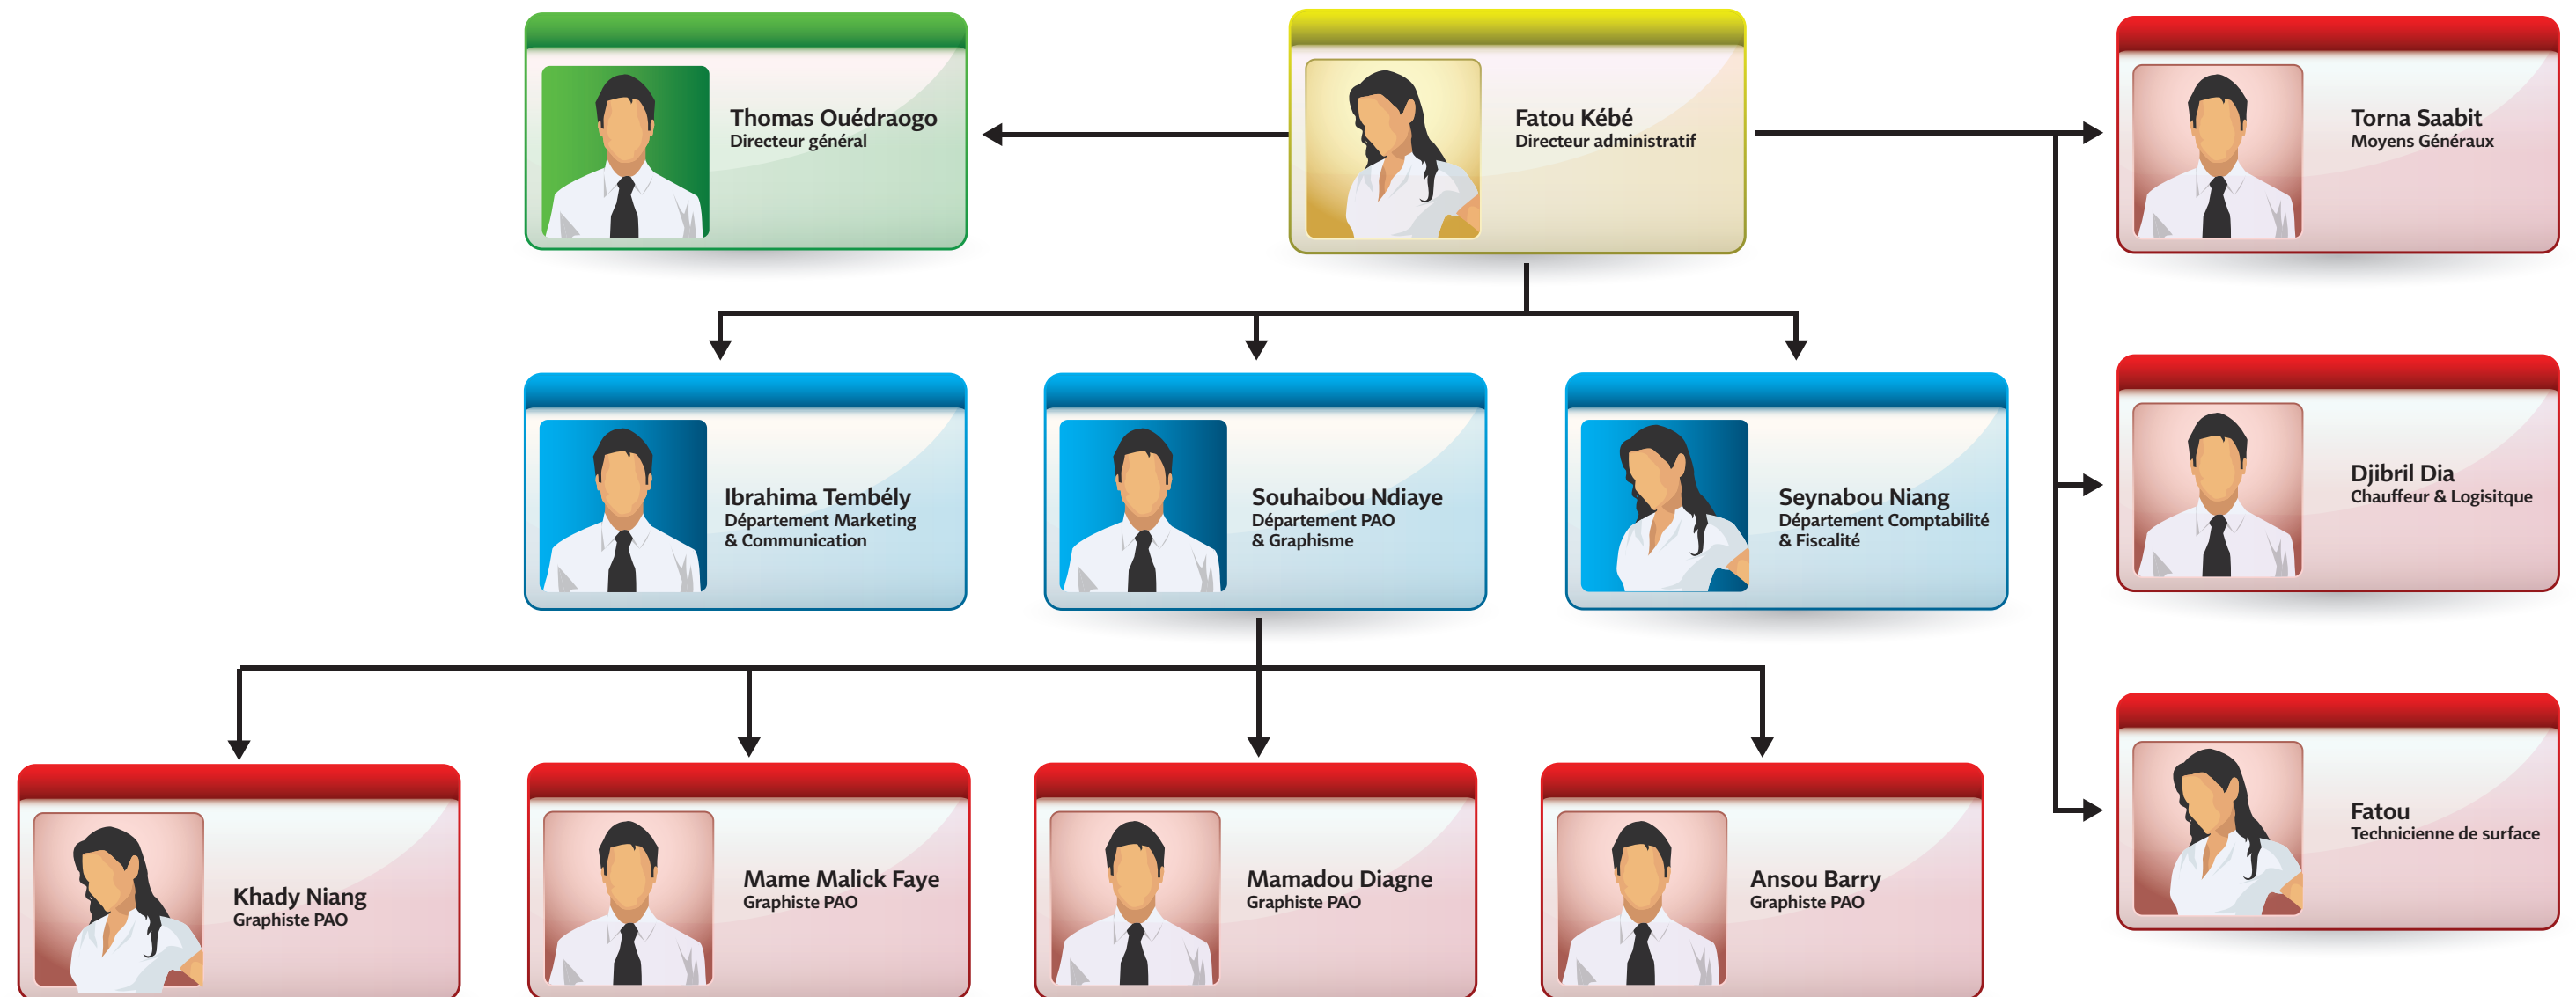 Thomas Ouédraogo
Directeur général
Fatou Kébé
Directeur administratif
Torna Saabit
Moyens Généraux
Ibrahima Tembély
Département Marketing
& Communication
Souhaibou Ndiaye
Département PAO
& Graphisme
Seynabou Niang
Département Comptabilité
& Fiscalité
Djibril Dia
Chauffeur & Logisitque
Khady Niang
Graphiste PAO
Mame Malick Faye
Graphiste PAO
Mamadou Diagne
Graphiste PAO
Ansou Barry
Graphiste PAO
Fatou
Technicienne de surface